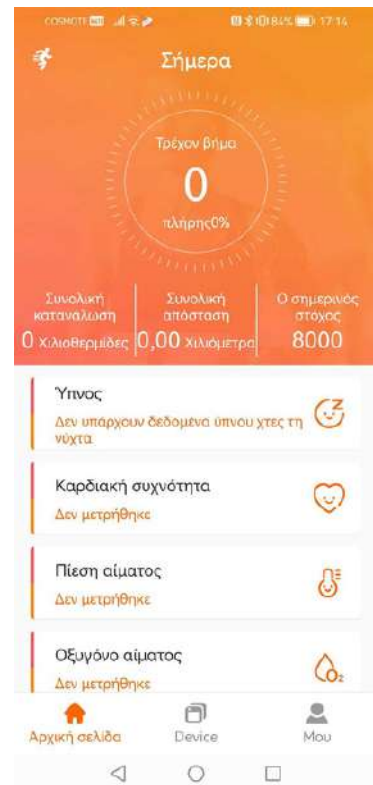 COSMOTE
84% 17:14
Σήμερα
Τρέχον βήμα
0
πλήρης0%
Συνολική κατανάλωση
0 Χιλιοθερμίδες
Συνολική απόσταση
0,00 Χιλιόμετρα
Ο σημερινός στόχος
8000
Ύπνος
Δεν υπάρχουν δεδομένα ύπνου χτες τη
νύχτα
Καρδιακή συχνότητα
Δεν μετρήθηκε
Πίεση αίματος
Δεν μετρήθηκε
Οξυγόνο αίματος
Δεν μετρήθηκε
O₂
Αρχική σελίδα
Device
Μου